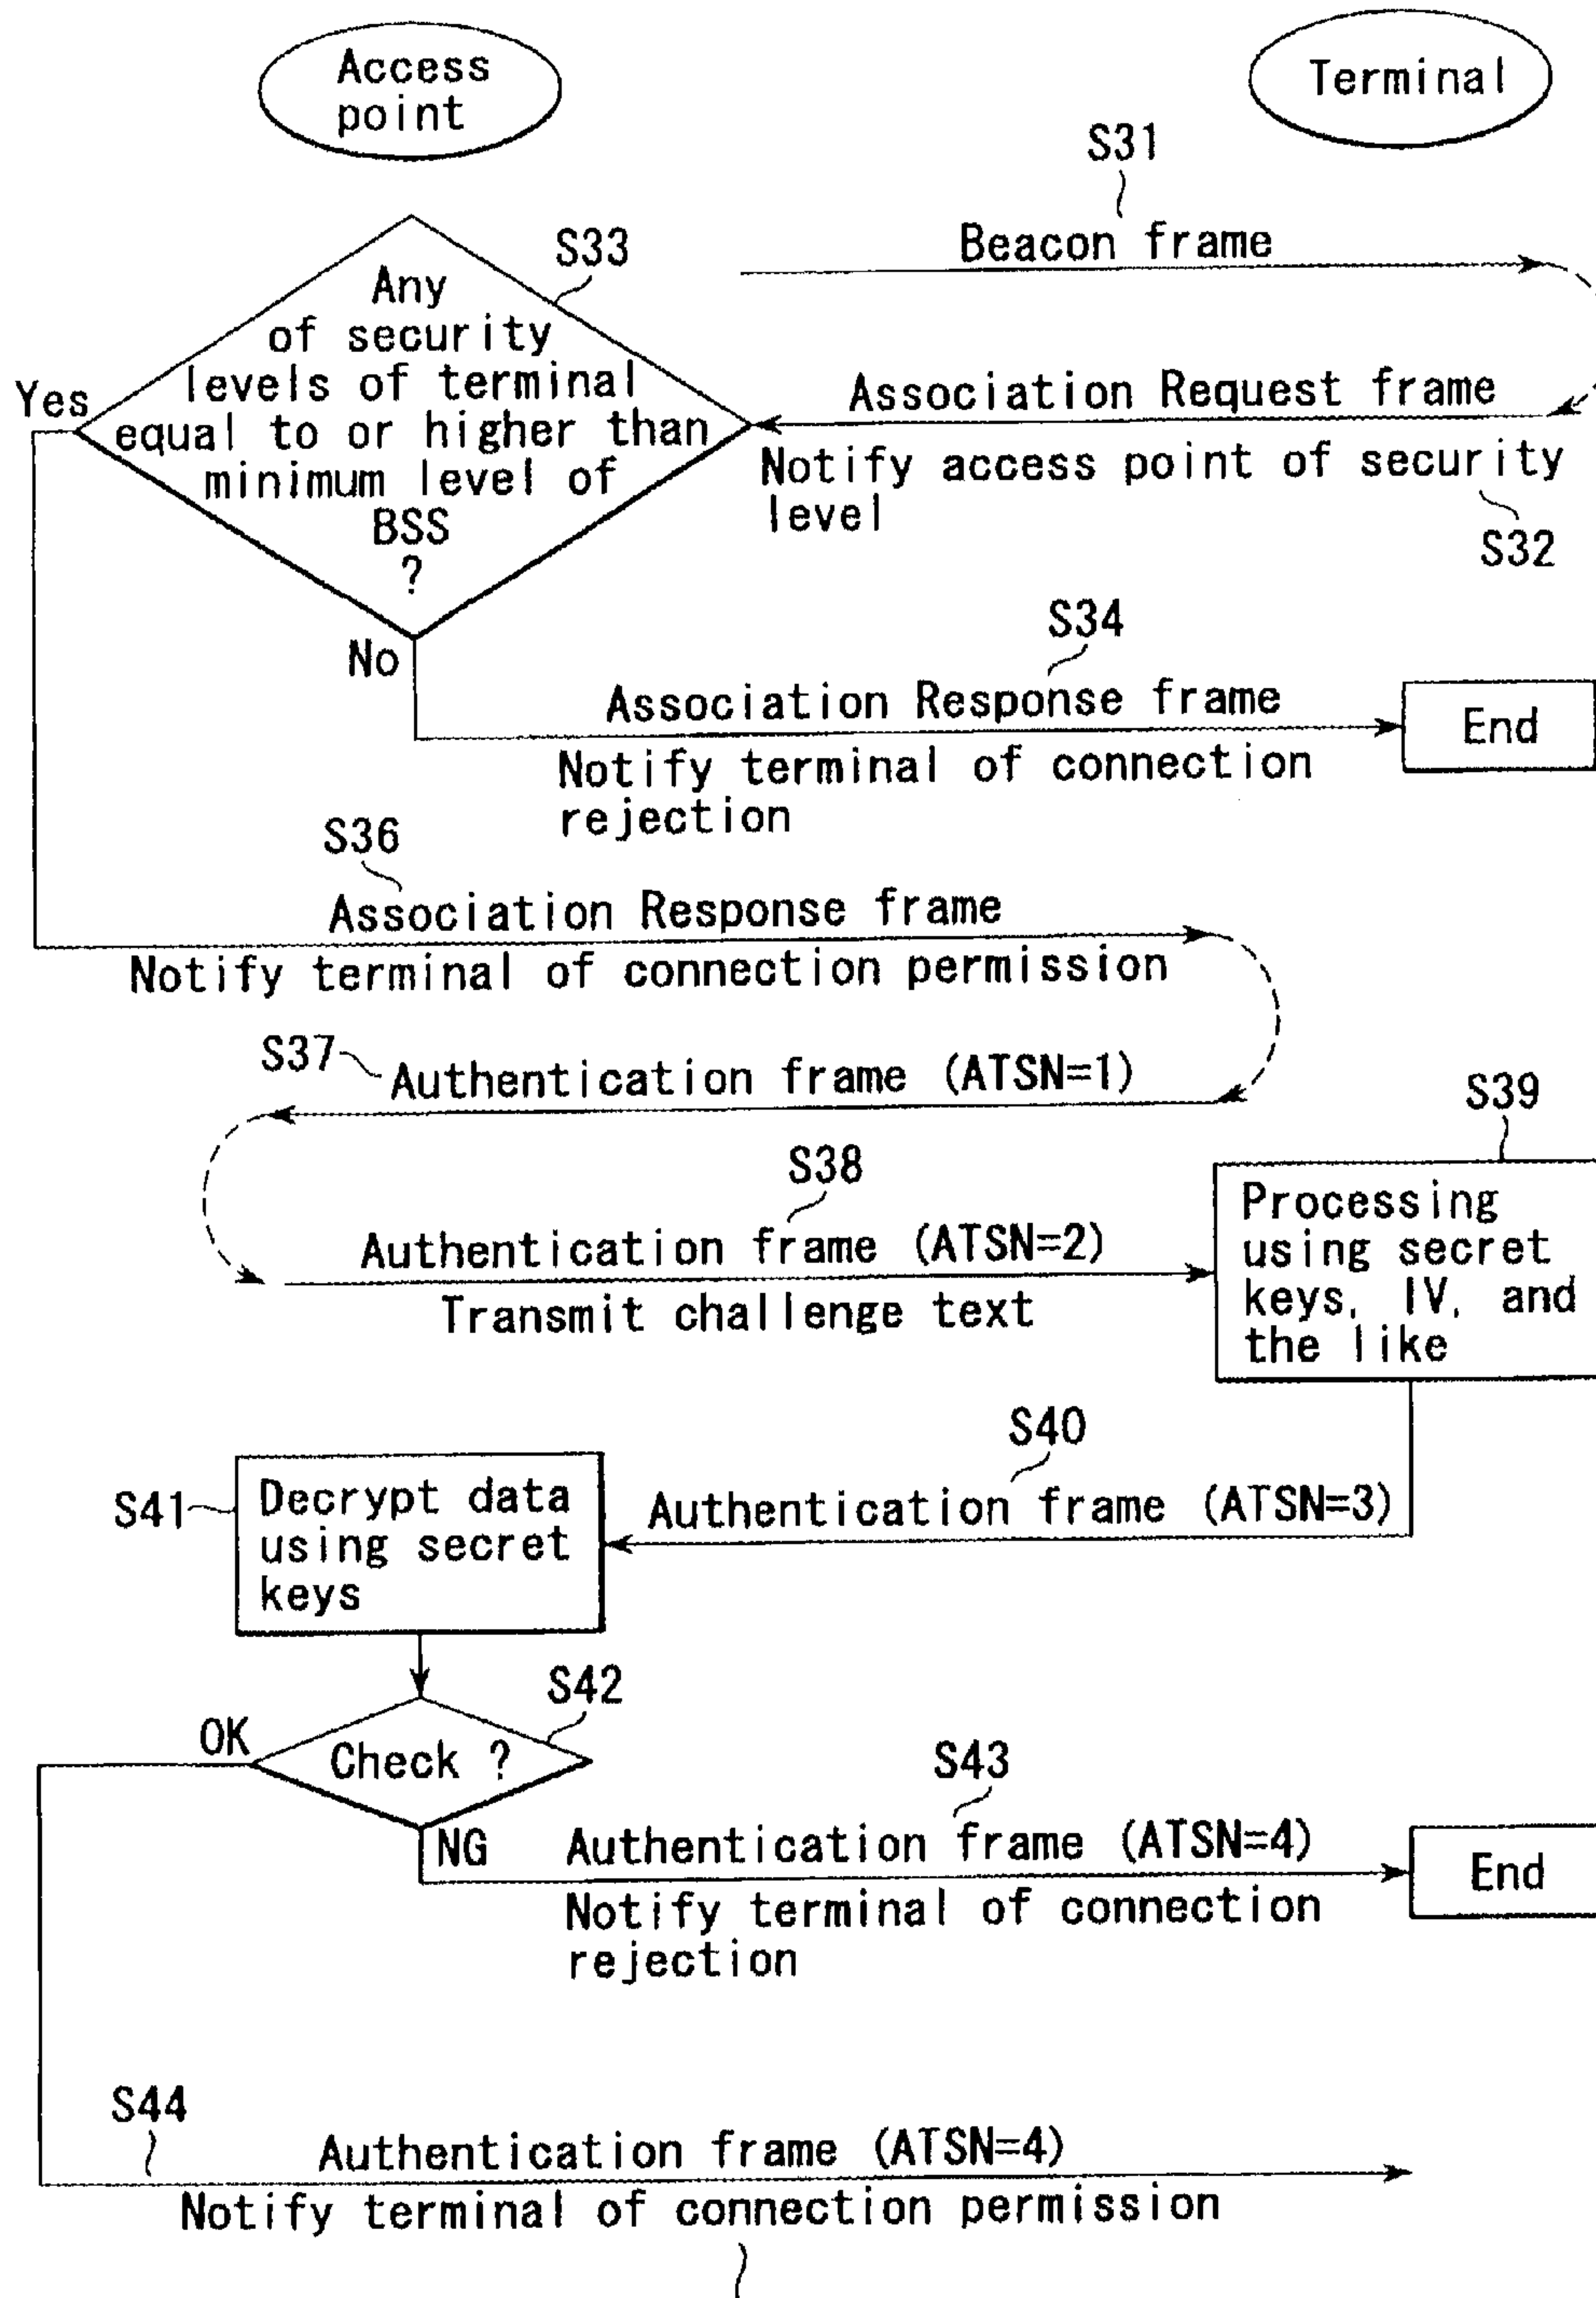 Access
point
Terminal
S31
Beacon frame
S33
Any
of security
levels of terminal
equal to or higher than
minimum level of
BSS
?
Yes
Association Request frame
Notify access point of security
level
S32
No
S34
Association Response frame
Notify terminal of connection
rejection
End
S36
Association Response frame
Notify terminal of connection permission
S37
Authentication frame (ATSN=1)
S38
Authentication frame (ATSN=2)
Transmit challenge text
S39
Processing
using secret
keys, IV, and
the like
S40
Authentication frame (ATSN=3)
S41
Decrypt data
using secret
keys
S42
Check ?
OK
NG
S43
Authentication frame (ATSN=4)
Notify terminal of connection
rejection
End
S44
Authentication frame (ATSN=4)
Notify terminal of connection permission